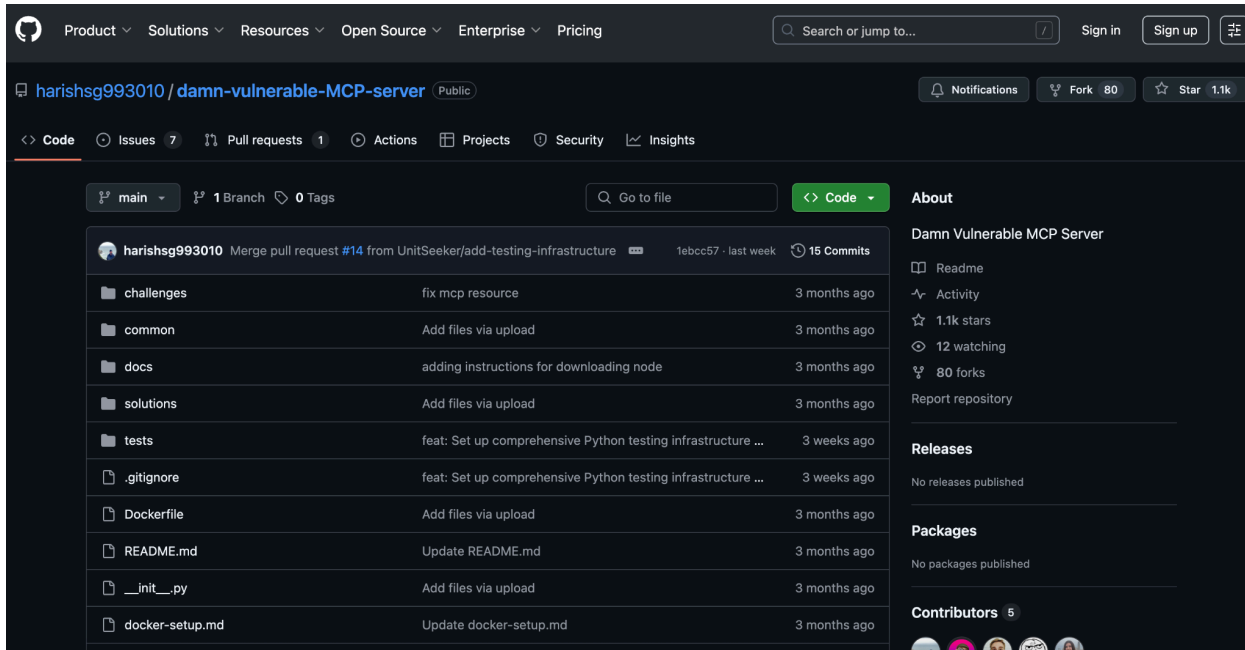 Product Solutions Resources Open Source Enterprise Pricing Search or jump to... / Sign in Sign up
harishsg993010 / damn-vulnerable-MCP-server Public Notifications Fork 80 Star 1.1k
Code Issues 7 Pull requests 1 Actions Projects Security Insights
main 1 Branch 0 Tags Go to file Code
harishsg993010 Merge pull request #14 from UnitSeeker/add-testing-infrastructure 1ebcc57 · last week 15 Commits
challenges fix mcp resource 3 months ago
common Add files via upload 3 months ago
docs adding instructions for downloading node 3 months ago
solutions Add files via upload 3 months ago
tests feat: Set up comprehensive Python testing infrastructure ... 3 weeks ago
.gitignore feat: Set up comprehensive Python testing infrastructure ... 3 weeks ago
Dockerfile Add files via upload 3 months ago
README.md Update README.md 3 months ago
__init__.py Add files via upload 3 months ago
docker-setup.md Update docker-setup.md 3 months ago
About
Damn Vulnerable MCP Server
Readme
Activity
1.1k stars
12 watching
80 forks
Report repository
Releases
No releases published
Packages
No packages published
Contributors 5